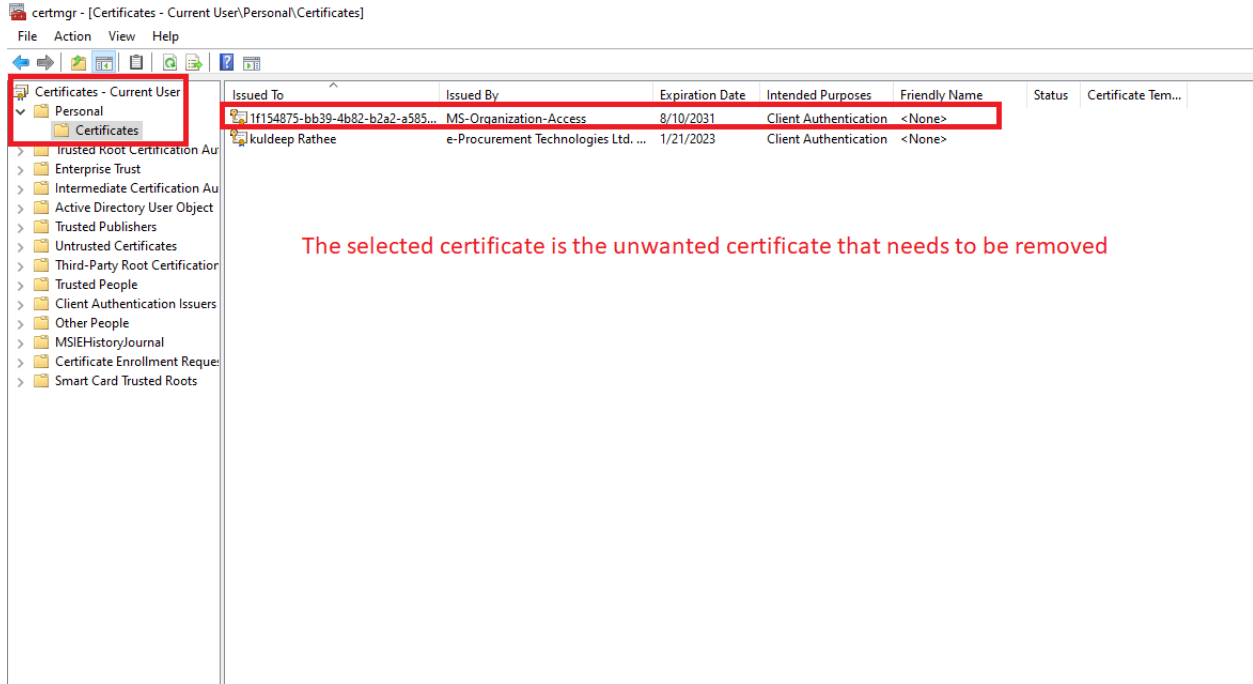 certmgr - [Certificates - Current User\Personal\Certificates]
File Action View Help
Certificates - Current User
Personal
Certificates
Trusted Root Certification Au
Enterprise Trust
Intermediate Certification Au
Active Directory User Object
Trusted Publishers
Untrusted Certificates
Third-Party Root Certification
Trusted People
Client Authentication Issuers
Other People
MSIEHistoryJournal
Certificate Enrollment Reques
Smart Card Trusted Roots
Issued To Issued By Expiration Date Intended Purposes Friendly Name Status Certificate Tem...
1f154875-bb39-4b82-b2a2-a585... MS-Organization-Access 8/10/2031 Client Authentication <None>
kuldeep Rathee e-Procurement Technologies Ltd. ... 1/21/2023 Client Authentication <None>
The selected certificate is the unwanted certificate that needs to be removed